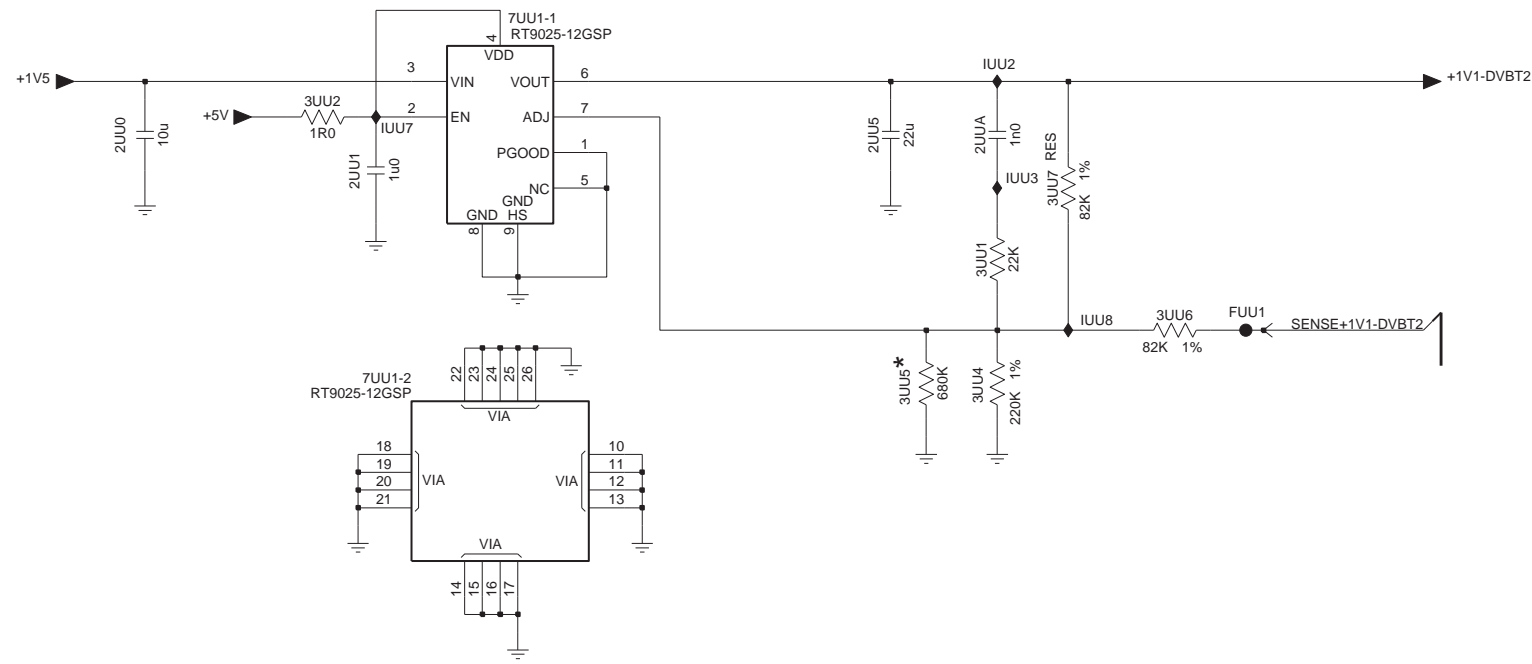 7UU1-1
RT9025-12GSP
4
VDD
+1V5
3
VIN
VOUT
6
IUU2
+1V1-DVBT2
+5V
3UU2
1R0
IUU7
2
EN
ADJ
7
2UU0
10u
2UU1
1u0
PGOOD
1
NC
5
GND
GND HS
8
9
2UU5
22u
2UUA
1n0
IUU3
3UU7 RES
82K 1%
3UU1
22K
IUU8
3UU6
82K 1%
FUU1
SENSE+1V1-DVBT2
3UU5*
680K
3UU4
220K 1%
7UU1-2
RT9025-12GSP
22
23
24
25
26
VIA
18
19
20
21
VIA
VIA
10
11
12
13
VIA
14
15
16
17